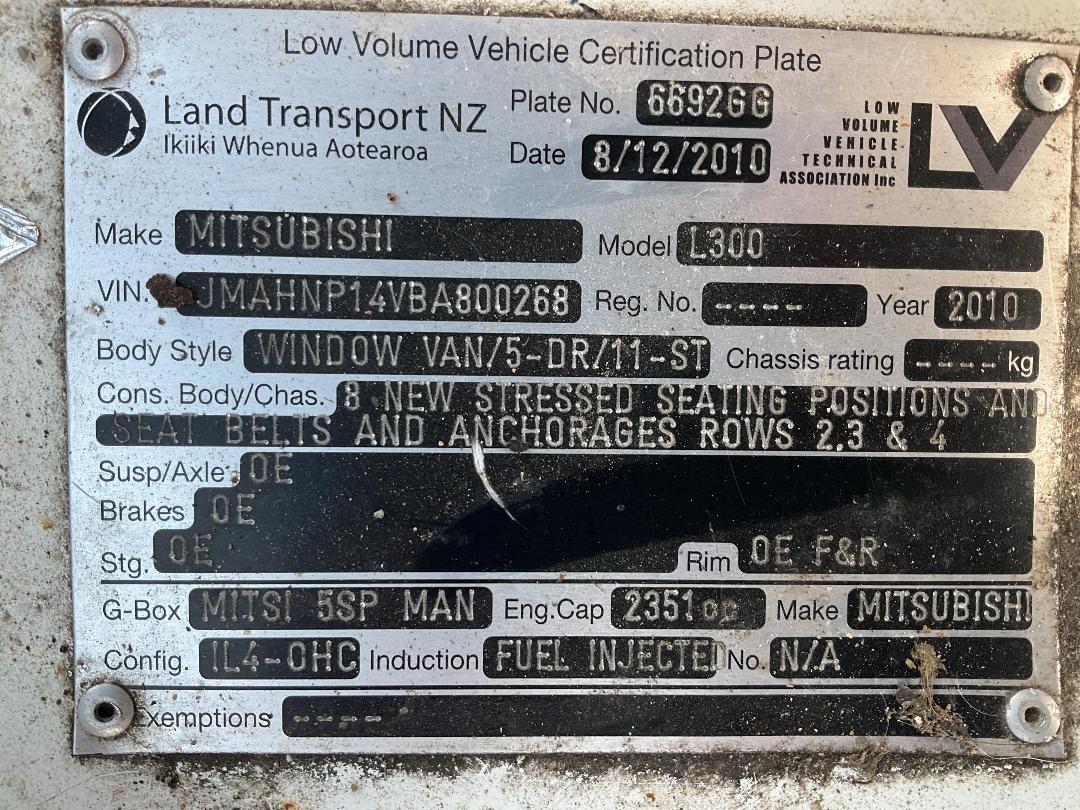 Low Volume Vehicle Certification Plate
Land Transport NZ
Ikiiki Whenua Aotearoa
Plate No. 66926G
Date 8/12/2010
LOW
VOLUME
VEHICLE
TECHNICAL
ASSOCIATION Inc
LV
Make MITSUBISHI Model L300
VIN. JMAHNP14VBA800268 Reg. No. ---- Year 2010
Body Style WINDOW VAN/5-DR/11-ST Chassis rating ---- kg
Cons. Body/Chas. 8 NEW STRESSED SEATING POSITIONS AND
SEAT BELTS AND ANCHORAGES ROWS 2,3 & 4
Susp/Axle OE
Brakes OE
Stg. OE Rim OE F&R
G-Box MITSI 5SP MAN Eng.Cap 2351cc Make MITSUBISHI
Config. IL4-OHC Induction FUEL INJECTED No. N/A
Exemptions ----